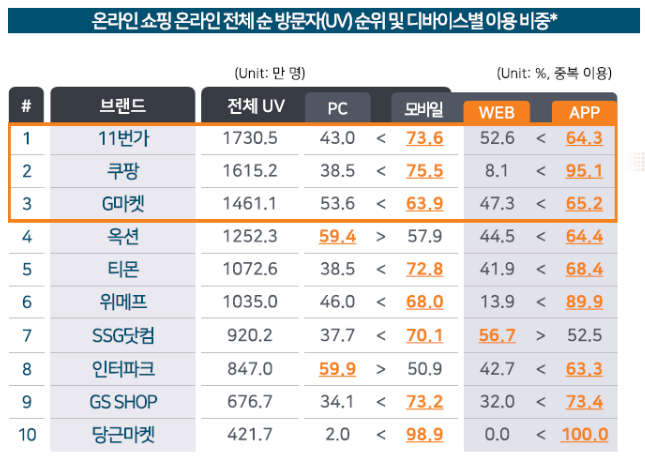 온라인 쇼핑 온라인 전체 순 방문자(UV) 순위 및 디바이스별 이용 비중*
(Unit: 만 명) (Unit: %, 중복 이용)
# 브랜드 전체 UV PC 모바일 WEB APP
1 11번가 1730.5 43.0 < 73.6 52.6 < 64.3
2 쿠팡 1615.2 38.5 < 75.5 8.1 < 95.1
3 G마켓 1461.1 53.6 < 63.9 47.3 < 65.2
4 옥션 1252.3 59.4 > 57.9 44.5 < 64.4
5 티몬 1072.6 38.5 < 72.8 41.9 < 68.4
6 위메프 1035.0 46.0 < 68.0 13.9 < 89.9
7 SSG닷컴 920.2 37.7 < 70.1 56.7 > 52.5
8 인터파크 847.0 59.9 > 50.9 42.7 < 63.3
9 GS SHOP 676.7 34.1 < 73.2 32.0 < 73.4
10 당근마켓 421.7 2.0 < 98.9 0.0 < 100.0